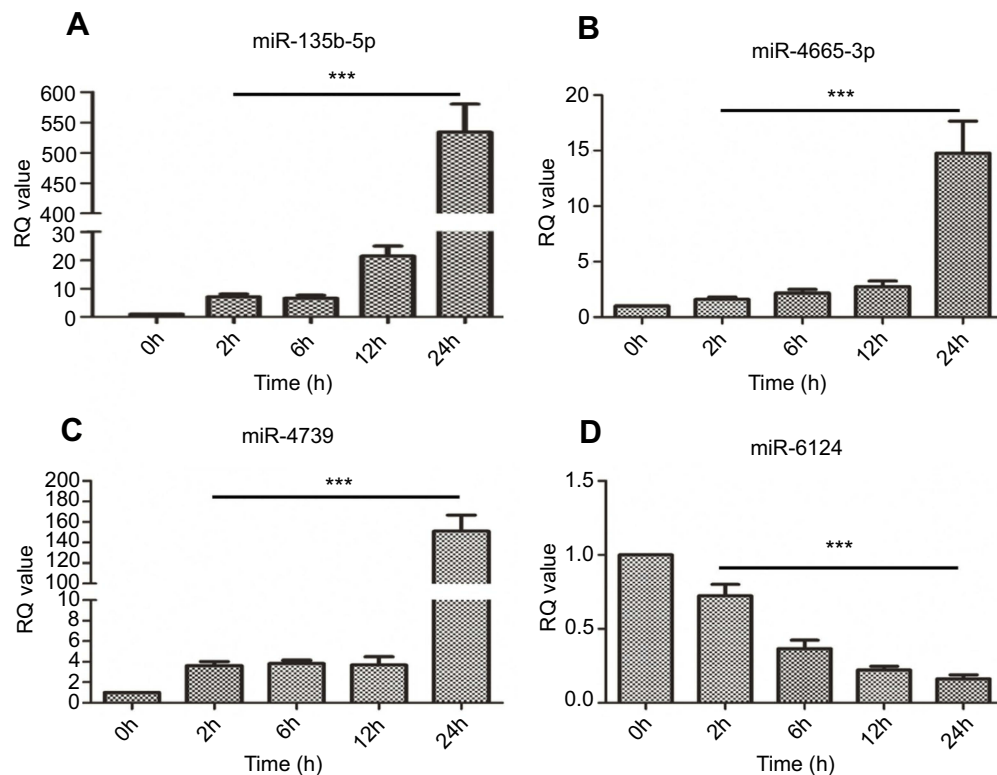 A
miR-135b-5p
***
600
550
500
450
400
30
20
10
0
RQ value
0h
2h
6h
12h
24h
Time (h)
B
miR-4665-3p
***
20
15
10
5
0
RQ value
0h
2h
6h
12h
24h
Time (h)
C
miR-4739
***
200
180
160
140
120
100
10
8
6
4
2
0
RQ value
0h
2h
6h
12h
24h
Time (h)
D
miR-6124
***
1.5
1.0
0.5
0.0
RQ value
0h
2h
6h
12h
24h
Time (h)